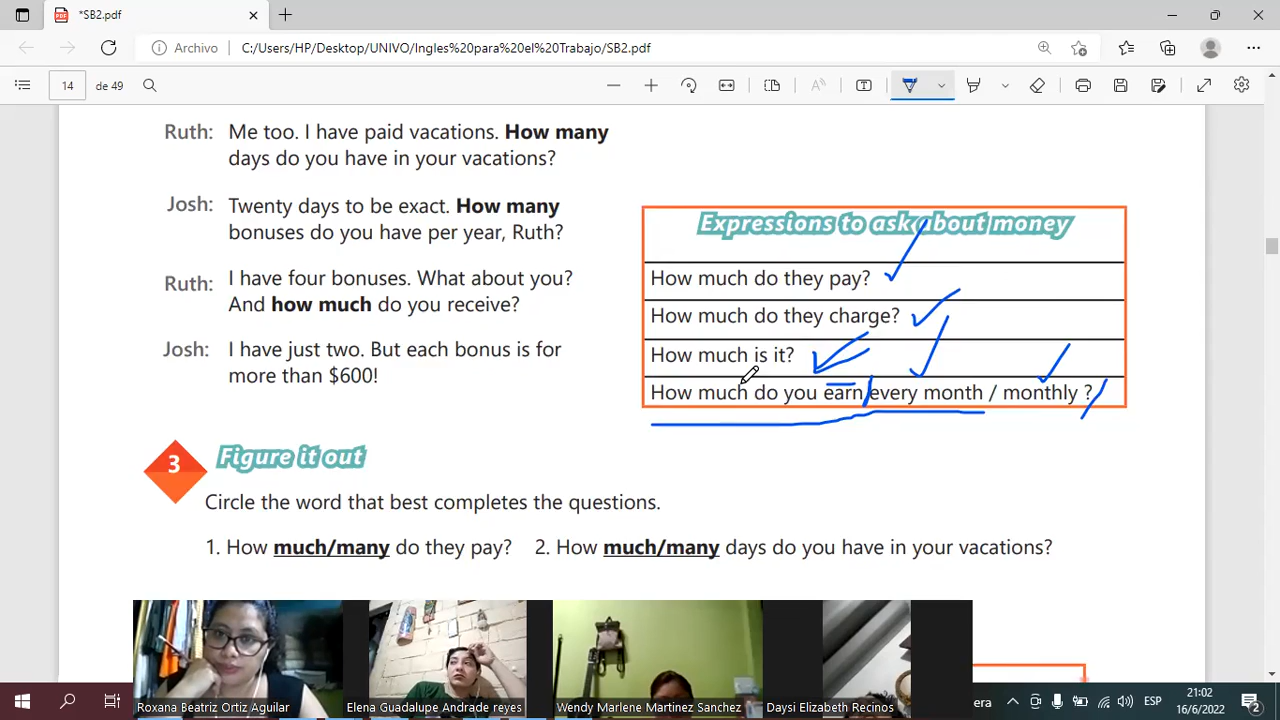 *SB2.pdf
Archivo
C:/Users/HP/Desktop/UNIVO/Ingles%20para%20el%20Trabajo/SB2.pdf
14 de 49
Ruth: Me too. I have paid vacations. How many
days do you have in your vacations?
Josh: Twenty days to be exact. How many
bonuses do you have per year, Ruth?
Ruth: I have four bonuses. What about you?
And how much do you receive?
Josh: I have just two. But each bonus is for
more than $600!
Expressions to ask about money
How much do they pay?
How much do they charge?
How much is it?
How much do you earn every month / monthly ?
3 Figure it out
Circle the word that best completes the questions.
1. How much/many do they pay? 2. How much/many days do you have in your vacations?
Roxana Beatriz Ortiz Aguilar
Elena Guadalupe Andrade reyes
Wendy Marlene Martinez Sanchez
Daysi Elizabeth Recinos
era
ESP
21:02
16/6/2022
2